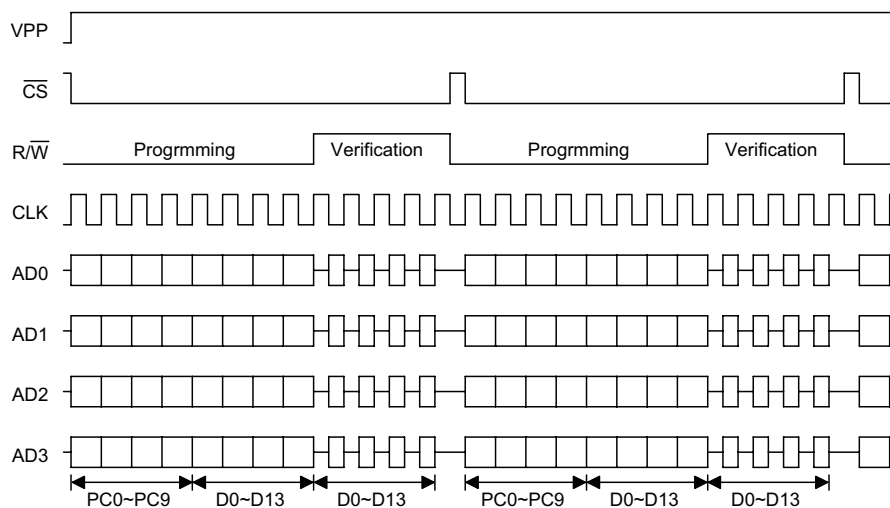 VPP
CS
R/W Progrmming Verification Progrmming Verification
CLK
AD0
AD1
AD2
AD3
PC0~PC9 D0~D13 D0~D13 PC0~PC9 D0~D13 D0~D13